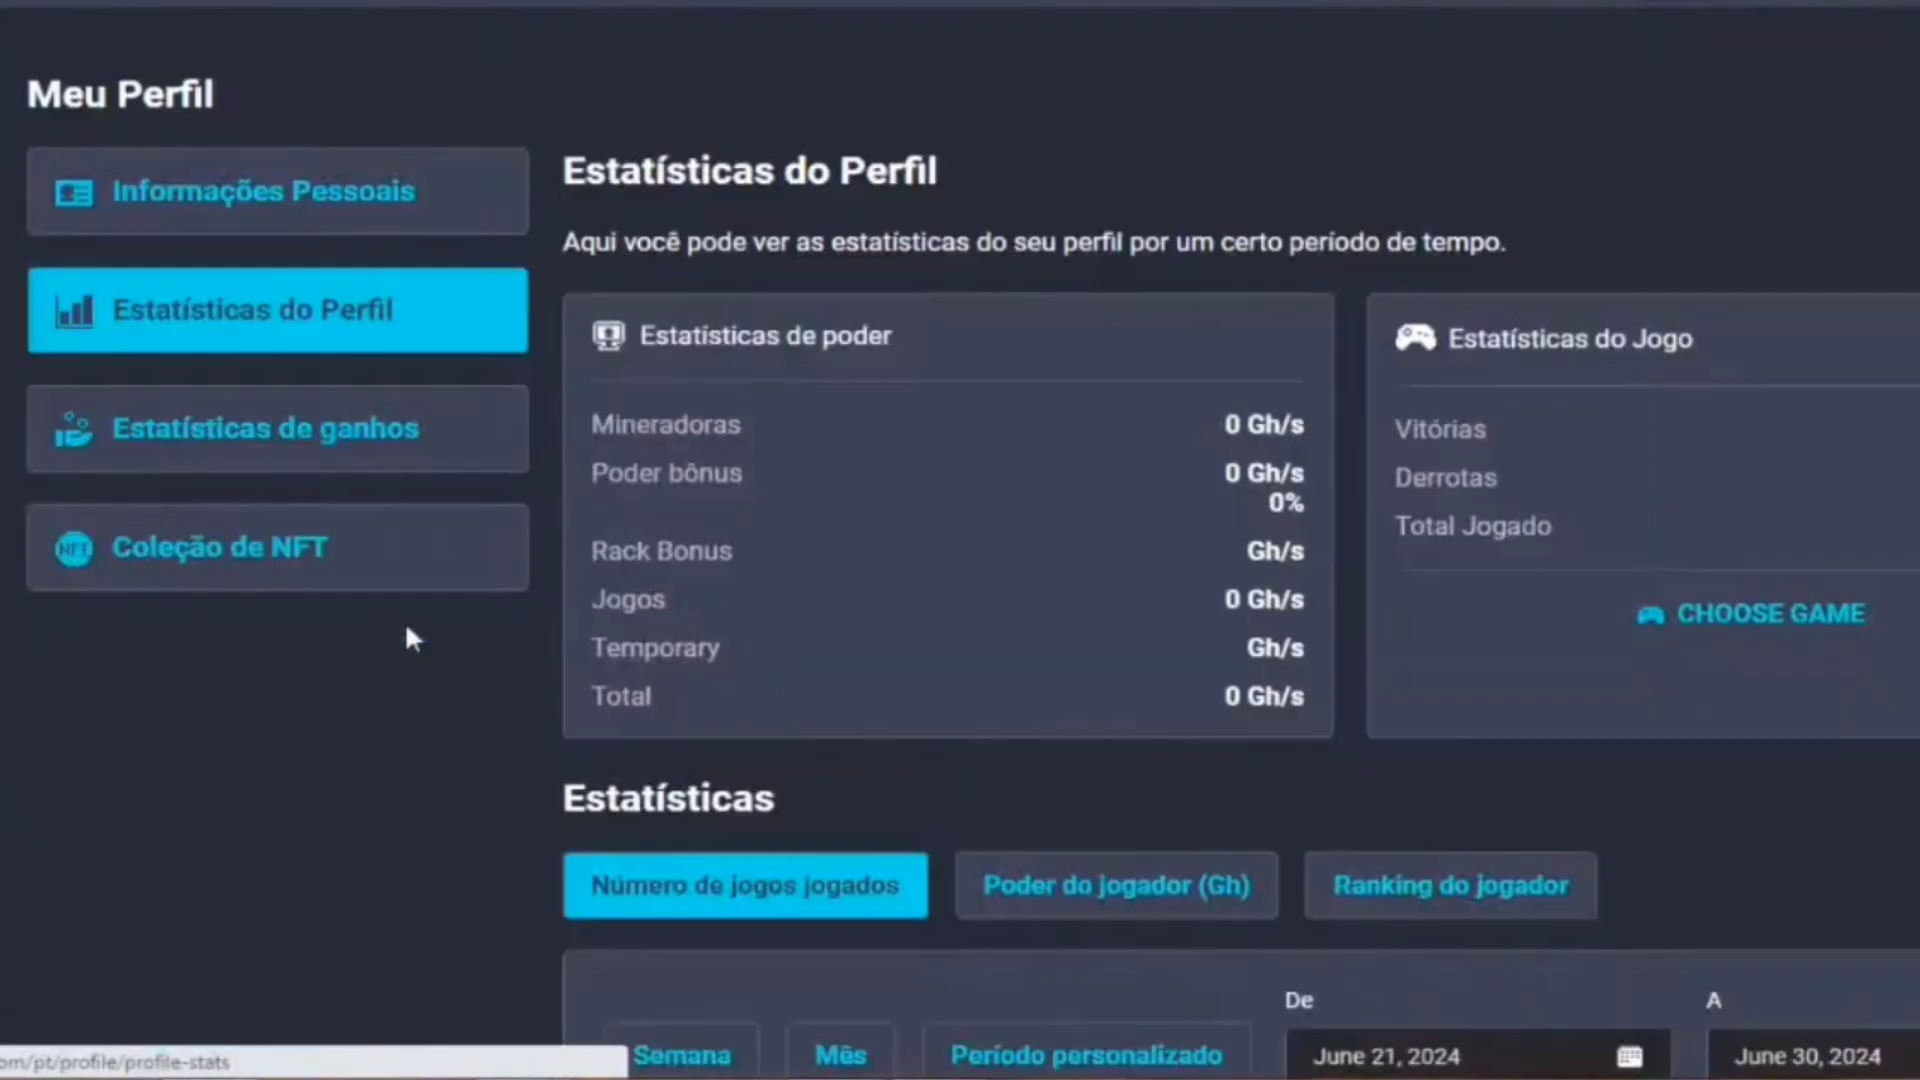 Meu Perfil
Informações Pessoais
Estatísticas do Perfil
Estatísticas de ganhos
NFT Coleção de NFT
Estatísticas do Perfil
Aqui você pode ver as estatísticas do seu perfil por um certo período de tempo.
Estatísticas de poder
Mineradoras 0 Gh/s
Poder bônus 0 Gh/s
0%
Rack Bonus Gh/s
Jogos 0 Gh/s
Temporary Gh/s
Total 0 Gh/s
Estatísticas do Jogo
Vitórias
Derrotas
Total Jogado
CHOOSE GAME
Estatísticas
Número de jogos jogados Poder do jogador (Gh) Ranking do jogador
De A
Semana Mês Período personalizado June 21, 2024 June 30, 2024
om/pt/profile/profile-stats